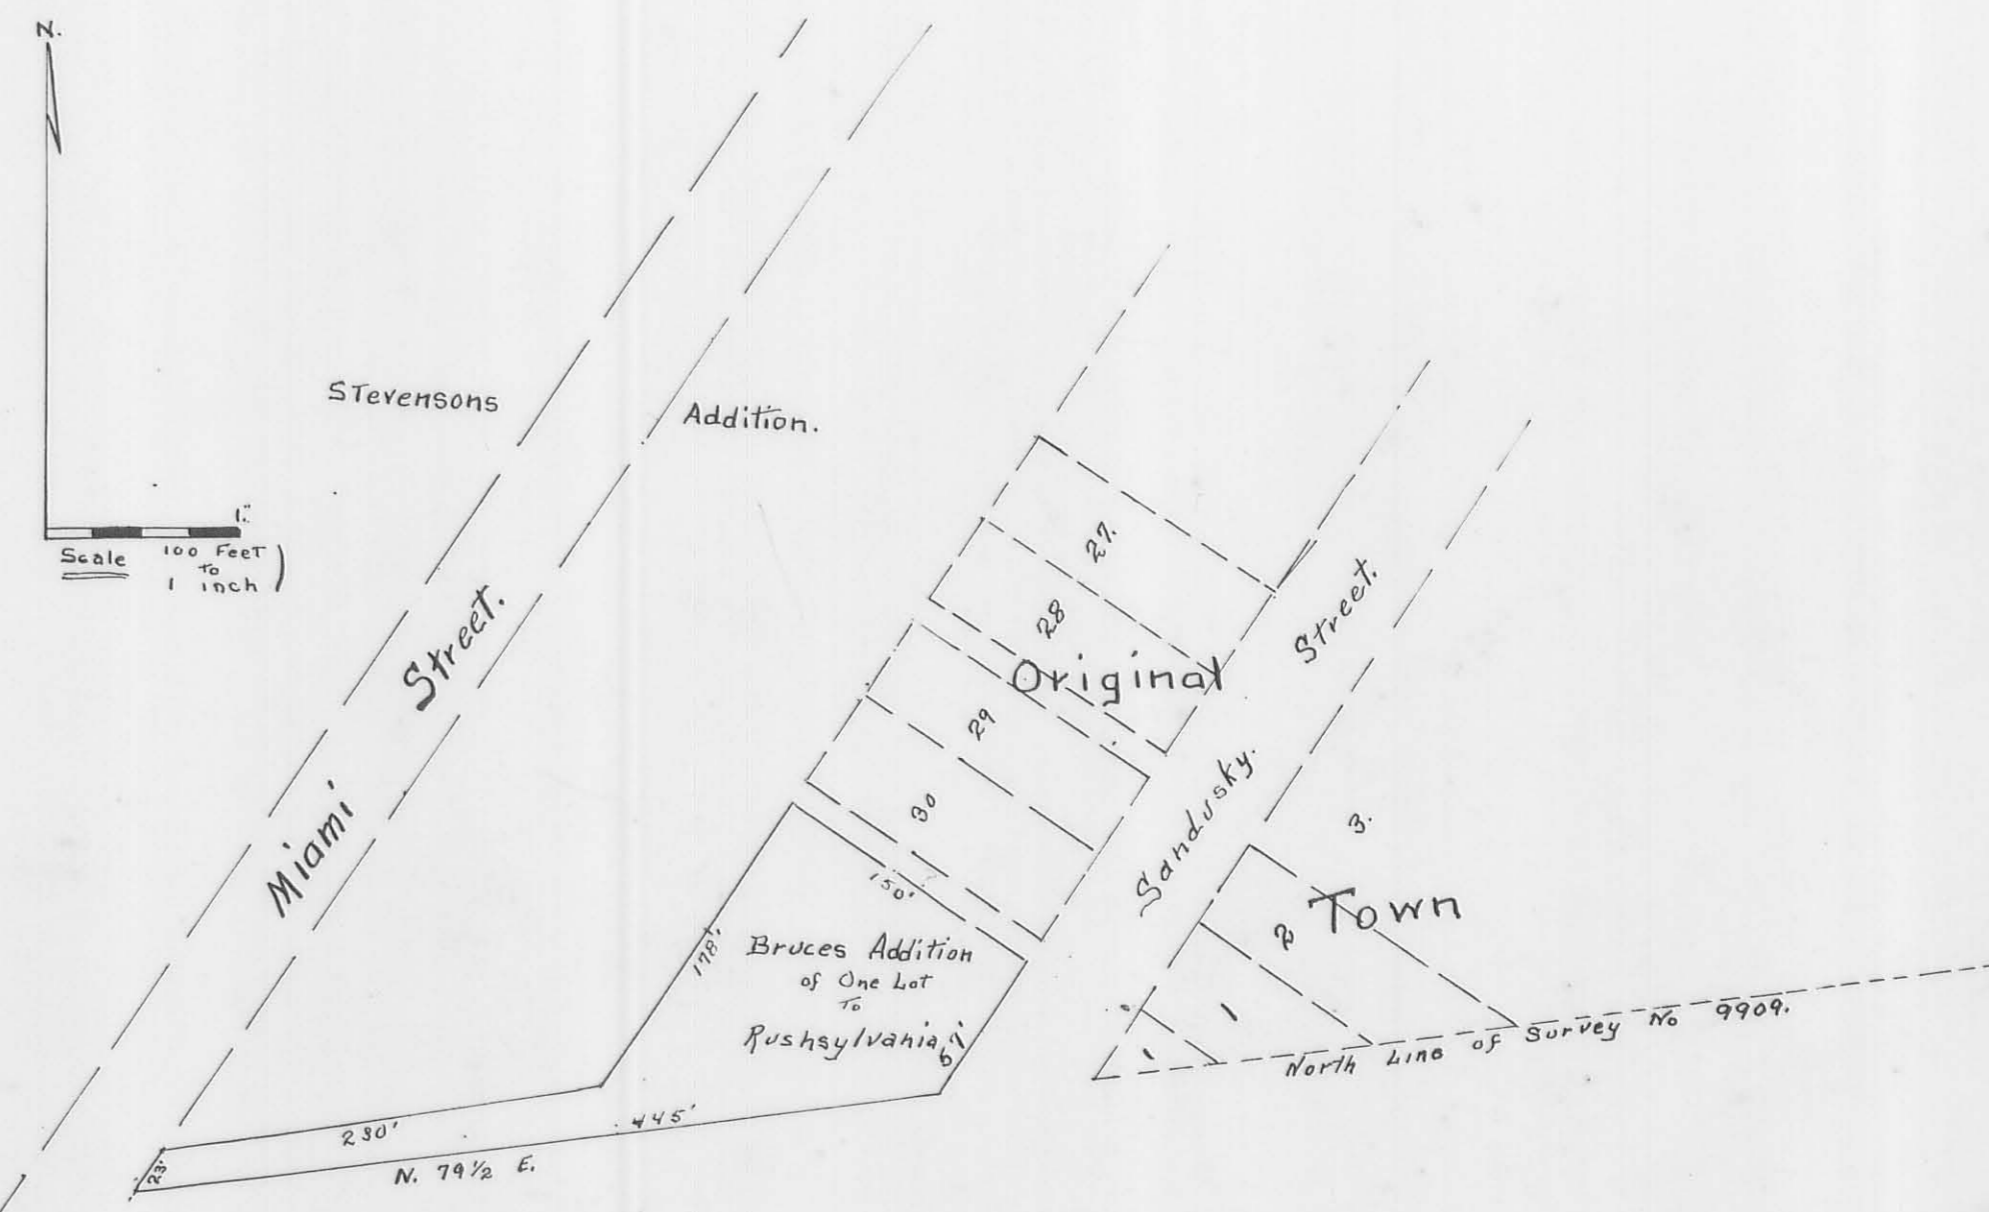 N.
Stevensons Addition.
1"
Scale 100 Feet
to
1 inch
Miami Street.
27.
28
Original
29
30
Sandusky. Street.
3.
2 Town
1
1
150'
178'
Bruces Addition
of One Lot
To
Rushsylvania
North Line of Survey No 9909.
230'
445'
23'
N. 79 1/2 E.